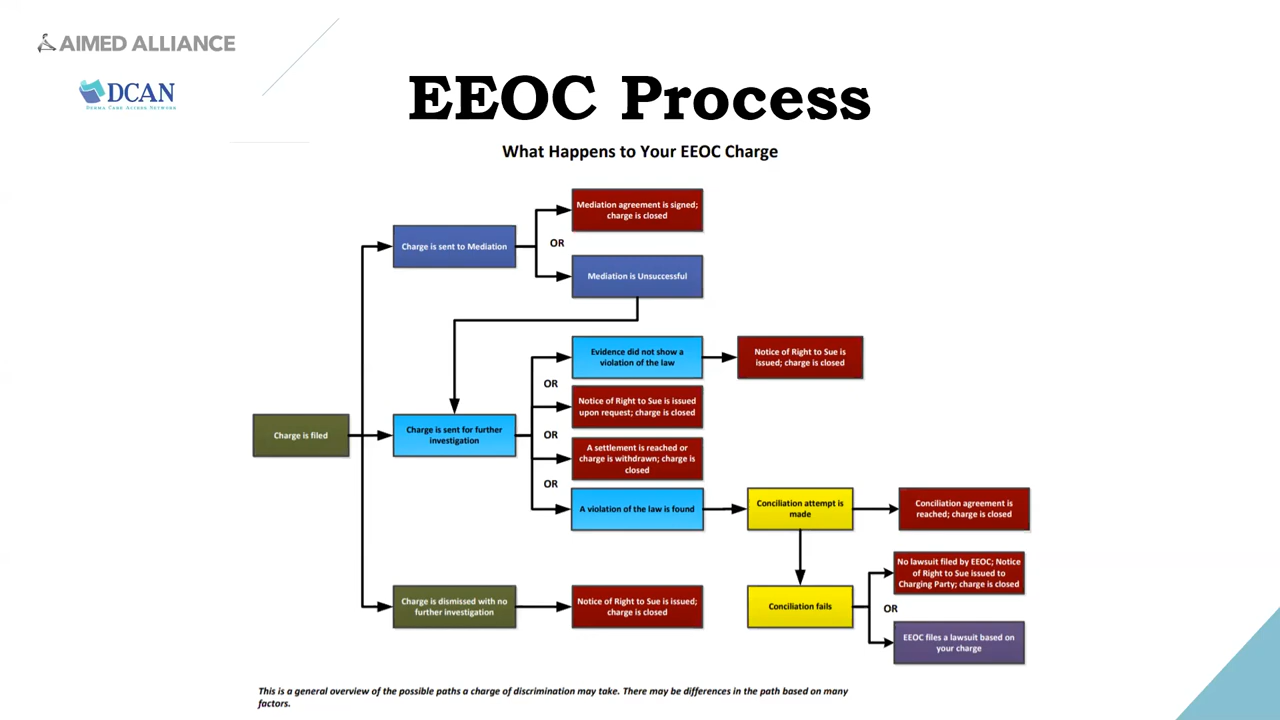 AIMED ALLIANCE
DCAN
DERMA CARE ACCESS NETWORK
EEOC Process
What Happens to Your EEOC Charge
Mediation agreement is signed;
charge is closed
Charge is sent to Mediation
OR
Mediation is Unsuccessful
Evidence did not show a
violation of the law
Notice of Right to Sue is
issued; charge is closed
OR
Notice of Right to Sue is issued
upon request; charge is closed
Charge is filed
Charge is sent for further
investigation
OR
A settlement is reached or
charge is withdrawn; charge is
closed
OR
A violation of the law is found
Conciliation attempt is
made
Conciliation agreement is
reached; charge is closed
No lawsuit filed by EEOC; Notice
of Right to Sue issued to
Charging Party; charge is closed
Charge is dismissed with no
further investigation
Notice of Right to Sue is issued;
charge is closed
Conciliation fails
OR
EEOC files a lawsuit based on
your charge
This is a general overview of the possible paths a charge of discrimination may take. There may be differences in the path based on many
factors.